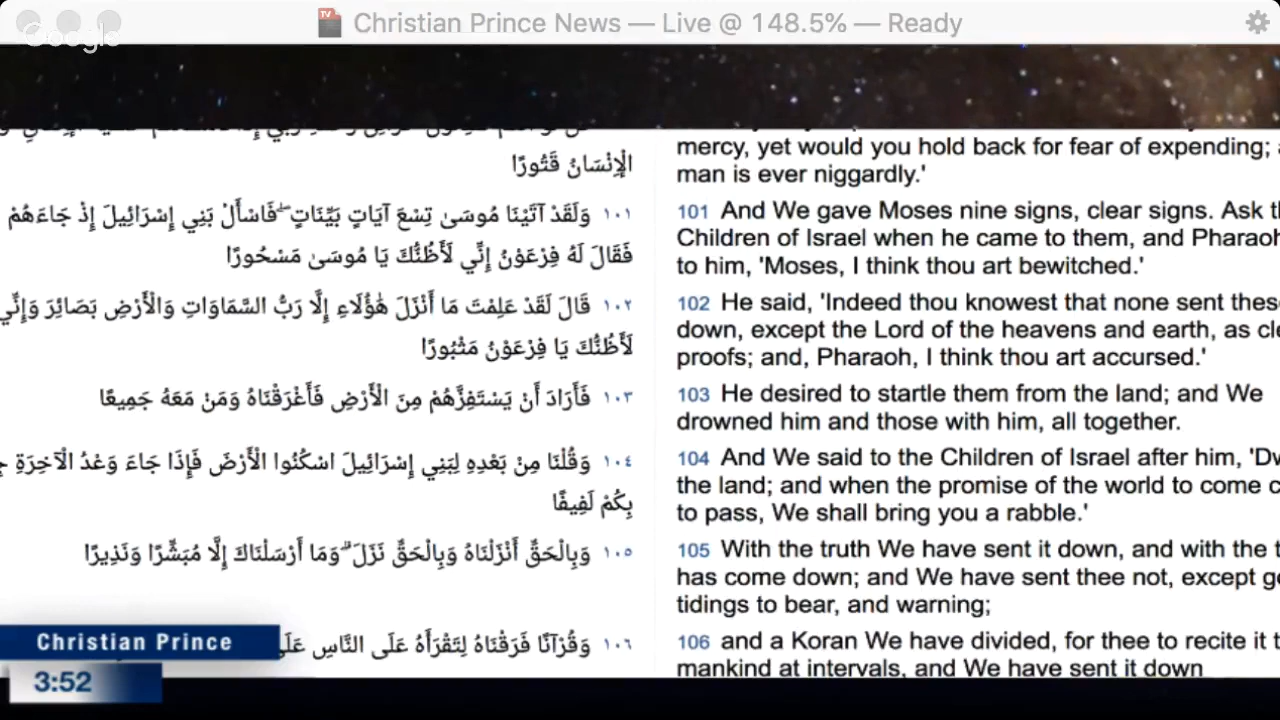 Christian Prince News — Live @ 148.5% — Ready
Google
الْإِنْسَانُ قَتُورًا
١٠١ وَلَقَدْ آتَيْنَا مُوسَىٰ تِسْعَ آيَاتٍ بَيِّنَاتٍ ۖ فَاسْأَلْ بَنِي إِسْرَائِيلَ إِذْ جَاءَهُمْ
فَقَالَ لَهُ فِرْعَوْنُ إِنِّي لَأَظُنُّكَ يَا مُوسَىٰ مَسْحُورًا
١٠٢ قَالَ لَقَدْ عَلِمْتَ مَا أَنْزَلَ هَٰؤُلَاءِ إِلَّا رَبُّ السَّمَاوَاتِ وَالْأَرْضِ بَصَائِرَ وَإِنِّي
لَأَظُنُّكَ يَا فِرْعَوْنُ مَثْبُورًا
١٠٣ فَأَرَادَ أَنْ يَسْتَفِزَّهُمْ مِنَ الْأَرْضِ فَأَغْرَقْنَاهُ وَمَنْ مَعَهُ جَمِيعًا
١٠٤ وَقُلْنَا مِنْ بَعْدِهِ لِبَنِي إِسْرَائِيلَ اسْكُنُوا الْأَرْضَ فَإِذَا جَاءَ وَعْدُ الْآخِرَةِ
بِكُمْ لَفِيفًا
١٠٥ وَبِالْحَقِّ أَنْزَلْنَاهُ وَبِالْحَقِّ نَزَلَ ۗ وَمَا أَرْسَلْنَاكَ إِلَّا مُبَشِّرًا وَنَذِيرًا
١٠٦ وَقُرْآنًا فَرَقْنَاهُ لِتَقْرَأَهُ عَلَى النَّاسِ
mercy, yet would you hold back for fear of expending;
man is ever niggardly.'
101 And We gave Moses nine signs, clear signs. Ask
Children of Israel when he came to them, and Pharaoh
to him, 'Moses, I think thou art bewitched.'
102 He said, 'Indeed thou knowest that none sent these
down, except the Lord of the heavens and earth, as
proofs; and, Pharaoh, I think thou art accursed.'
103 He desired to startle them from the land; and We
drowned him and those with him, all together.
104 And We said to the Children of Israel after him,
the land; and when the promise of the world to come
to pass, We shall bring you a rabble.'
105 With the truth We have sent it down, and with the
has come down; and We have sent thee not, except
tidings to bear, and warning;
106 and a Koran We have divided, for thee to recite it
mankind at intervals, and We have sent it down
Christian Prince
3:52